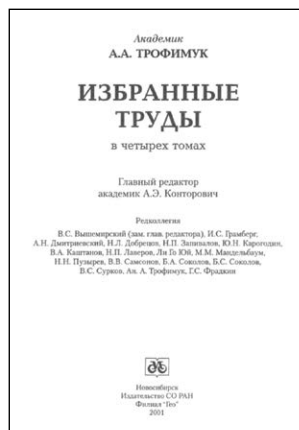 Академик
А.А. ТРОФИМУК
ИЗБРАННЫЕ
ТРУДЫ
в четырех томах
Главный редактор
академик А.Э. Конторович
Редколлегия
В.С. Вышемирский (зам. глав. редактора), И.С. Грамберг,
А.Н. Дмитриевский, Н.Л. Добрецов, Н.П. Запивалов, Ю.Н. Карогодин,
В.А. Каштанов, Н.П. Лаверов, Ли Го Юй, М.М. Мандельбаум,
Н.Н. Пузырев, В.В. Самсонов, Б.А. Соколов, Б.С. Соколов,
В.С. Сурков, Ан. А. Трофимук, Г.С. Фрадкин
Новосибирск
Издательство СО РАН
Филиал "Гео"
2001